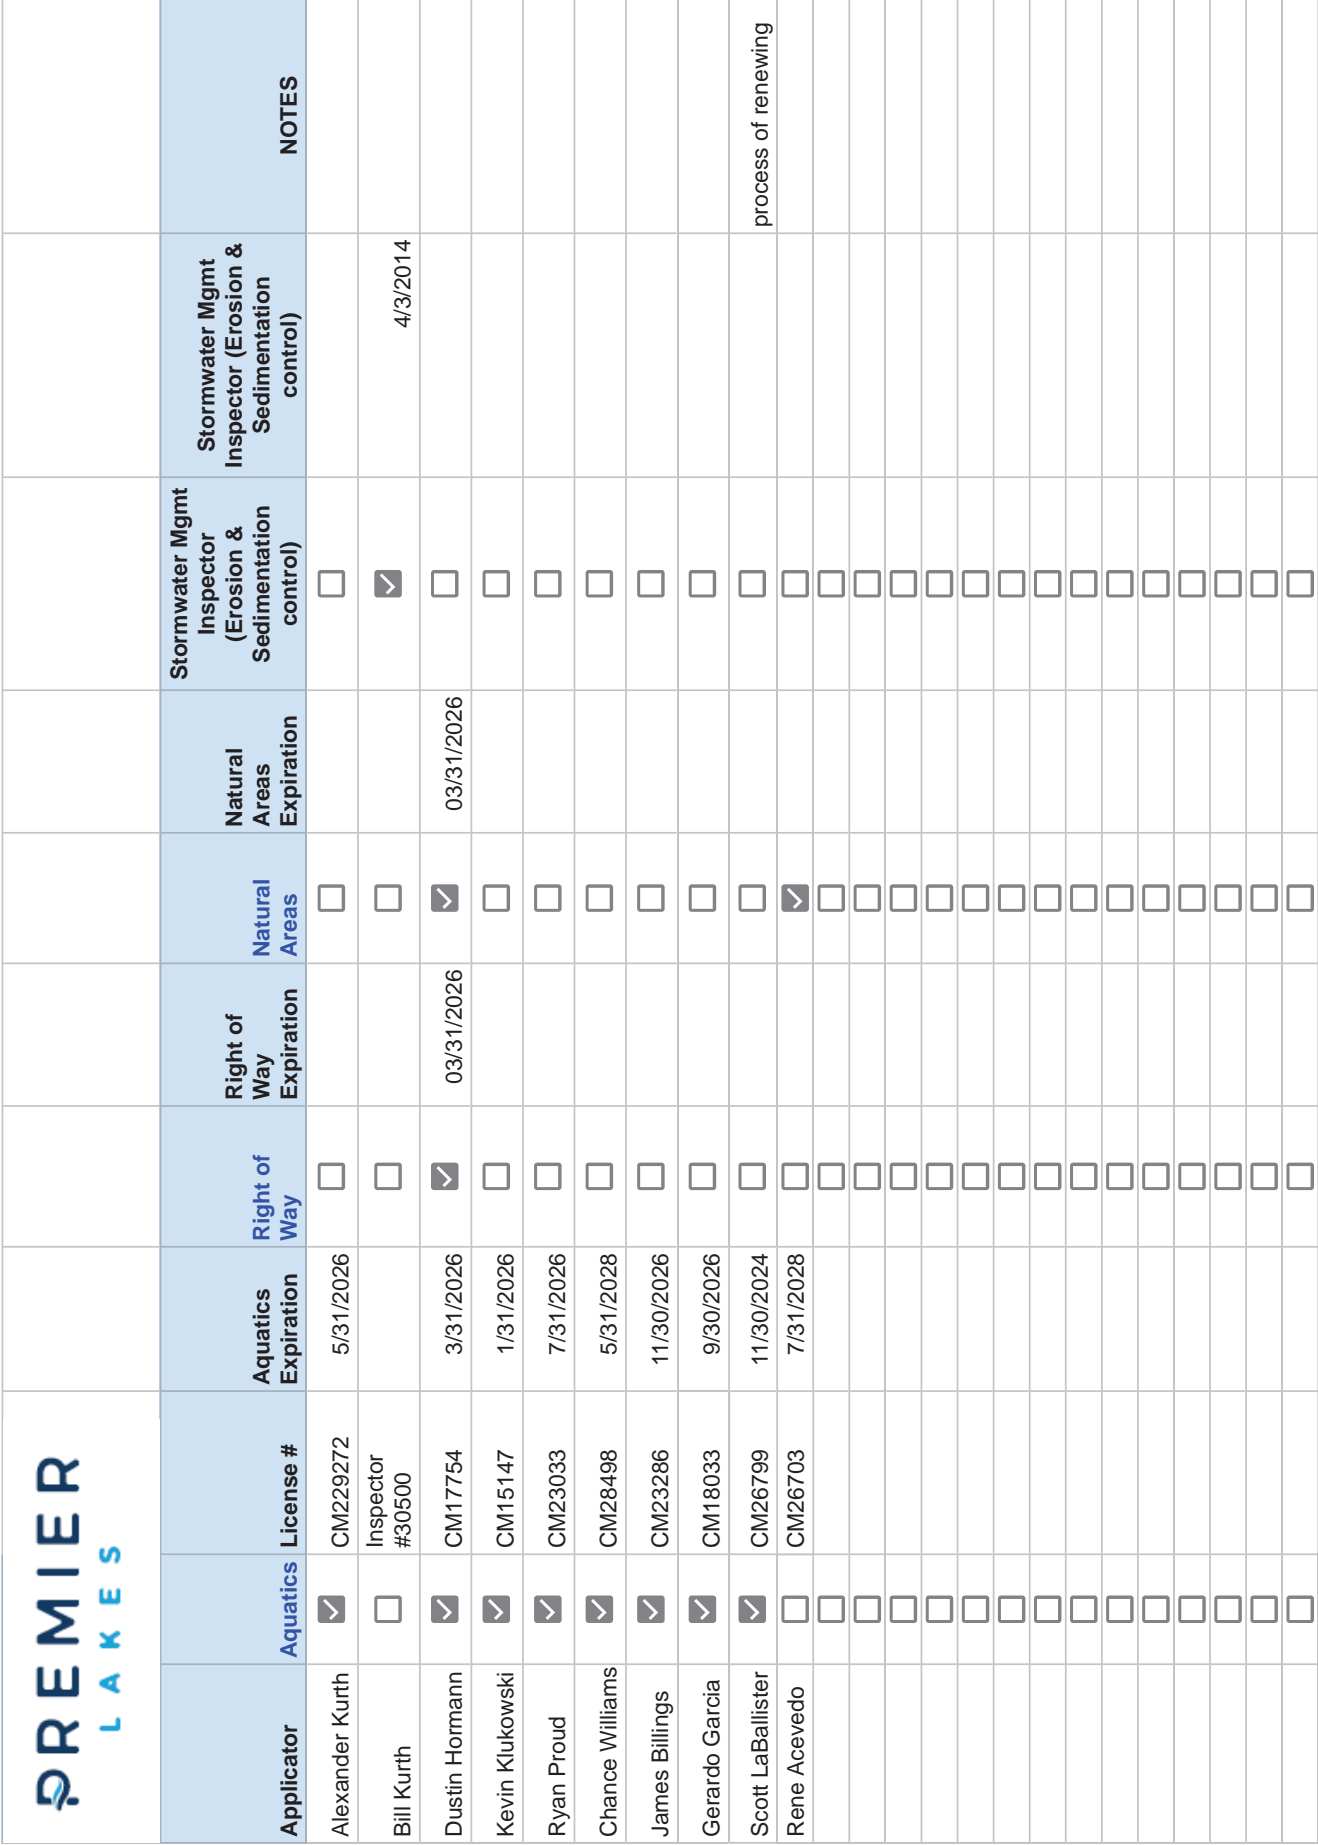 PREMIER
LAKES
Applicator
Aquatics
License #
Aquatics
Expiration
Right of
Way
Right of
Way
Expiration
Natural
Areas
Natural
Areas
Expiration
Stormwater Mgmt
Inspector
(Erosion &
Sedimentation
control)
Stormwater Mgmt
Inspector (Erosion &
Sedimentation
control)
NOTES
Alexander Kurth CM229272 5/31/2026
Bill Kurth
Inspector
#30500
4/3/2014
Dustin Hormann CM17754 3/31/2026 03/31/2026 03/31/2026
Kevin Klukowski CM15147 1/31/2026
Ryan Proud CM23033 7/31/2026
Chance Williams CM28498 5/31/2028
James Billings CM23286 11/30/2026
Gerardo Garcia CM18033 9/30/2026
Scott LaBallister CM26799 11/30/2024 process of renewing
Rene Acevedo CM26703 7/31/2028